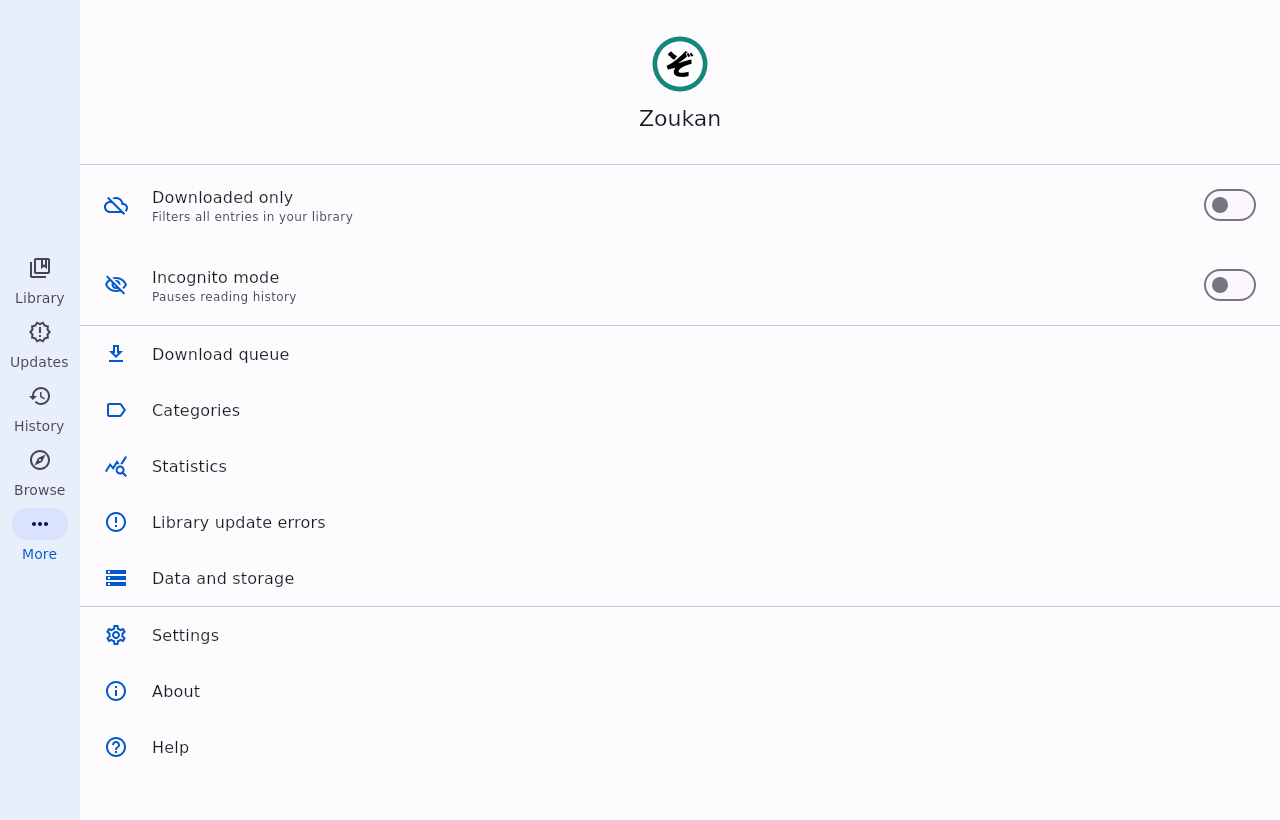 ぞ
Zoukan
Downloaded only
Filters all entries in your library
Incognito mode
Pauses reading history
Library
Updates
History
Browse
More
Download queue
Categories
Statistics
Library update errors
Data and storage
Settings
About
Help